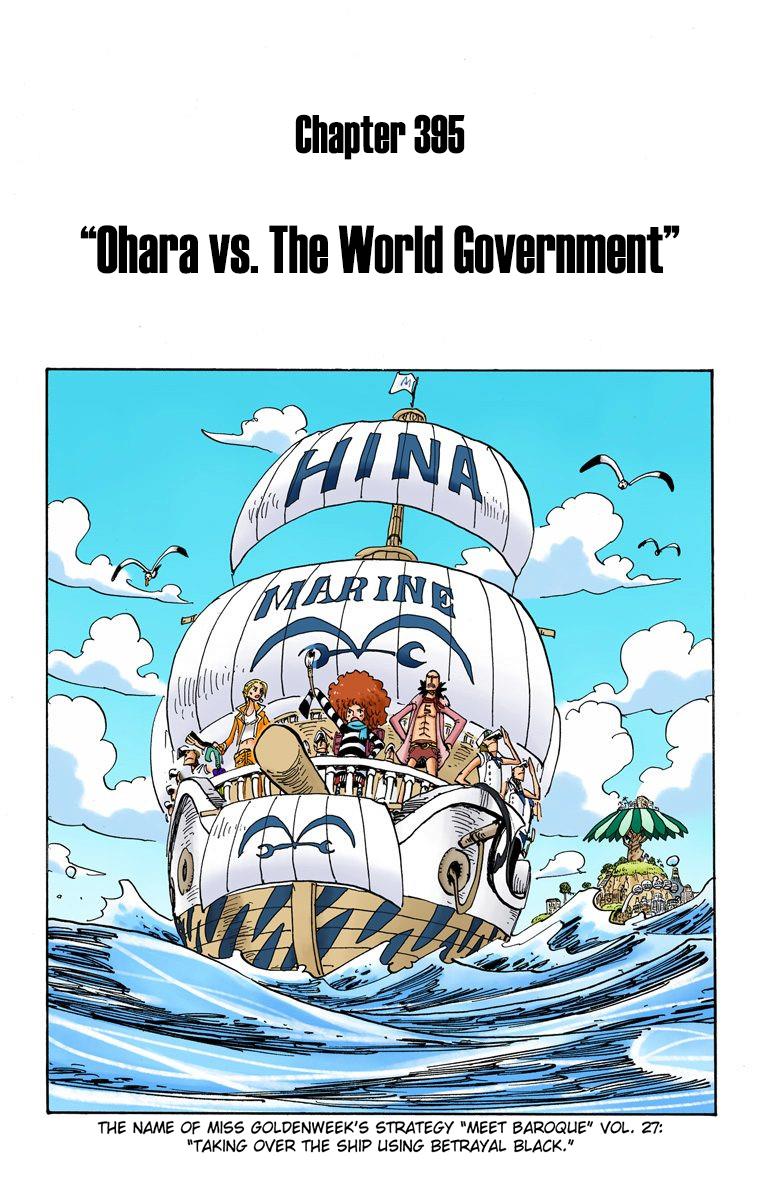 Chapter 395
“Ohara vs. The World Government”
M
HINA
MARINE
THE NAME OF MISS GOLDENWEEK'S STRATEGY “MEET BAROQUE” VOL. 27:
“TAKING OVER THE SHIP USING BETRAYAL BLACK.”